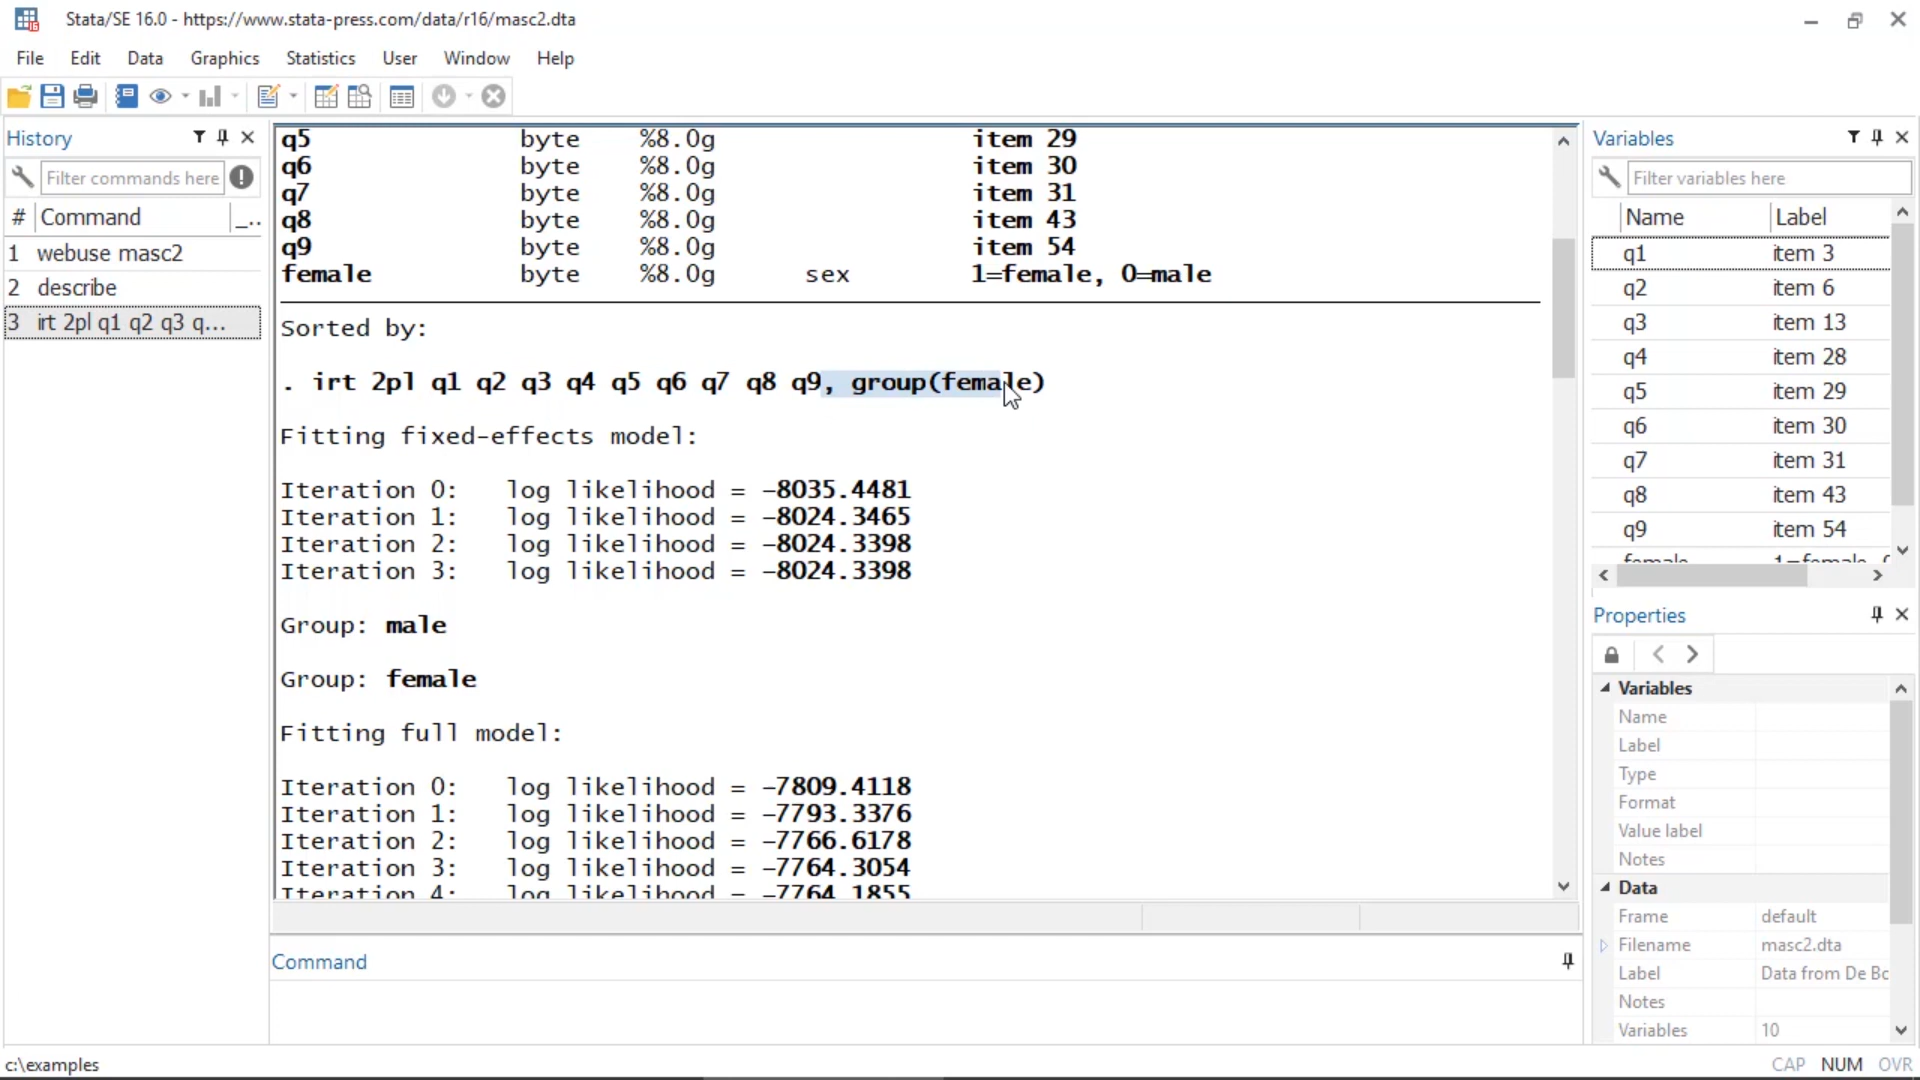 Stata/SE 16.0 - https://www.stata-press.com/data/r16/masc2.dta
File Edit Data Graphics Statistics User Window Help
History
Filter commands here
# Command _..
1 webuse masc2
2 describe
3 irt 2pl q1 q2 q3 q...
q5 byte %8.0g item 29
q6 byte %8.0g item 30
q7 byte %8.0g item 31
q8 byte %8.0g item 43
q9 byte %8.0g item 54
female byte %8.0g sex 1=female, 0=male
Sorted by:
. irt 2pl q1 q2 q3 q4 q5 q6 q7 q8 q9, group(female)
Fitting fixed-effects model:
Iteration 0: log likelihood = -8035.4481
Iteration 1: log likelihood = -8024.3465
Iteration 2: log likelihood = -8024.3398
Iteration 3: log likelihood = -8024.3398
Group: male
Group: female
Fitting full model:
Iteration 0: log likelihood = -7809.4118
Iteration 1: log likelihood = -7793.3376
Iteration 2: log likelihood = -7766.6178
Iteration 3: log likelihood = -7764.3054
Iteration 4: log likelihood = -7764.1855
Command
Variables
Filter variables here
Name Label
q1 item 3
q2 item 6
q3 item 13
q4 item 28
q5 item 29
q6 item 30
q7 item 31
q8 item 43
q9 item 54
female 1=female, 0
Properties
Variables
Name
Label
Type
Format
Value label
Notes
Data
Frame default
Filename masc2.dta
Label Data from De Bo
Notes
Variables 10
c:\examples
CAP NUM OVR